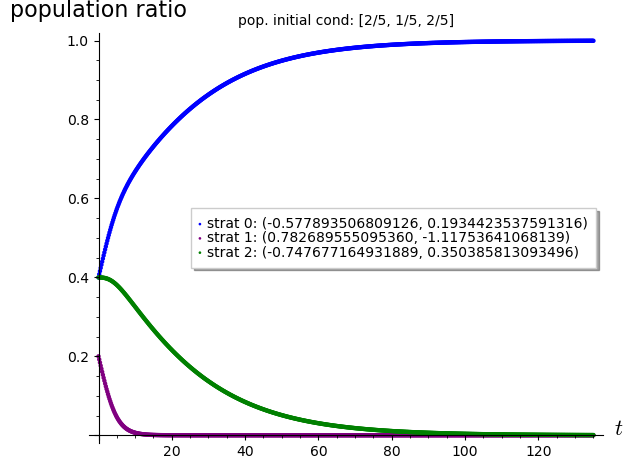 population ratio
pop. initial cond: [2/5, 1/5, 2/5]
1.0
0.8
0.6
strat 0: (-0.577893506809126, 0.1934423537591316)
strat 1: (0.782689555095360, -1.11753641068139)
strat 2: (-0.747677164931889, 0.350385813093496)
0.4
0.2
t
20 40 60 80 100 120